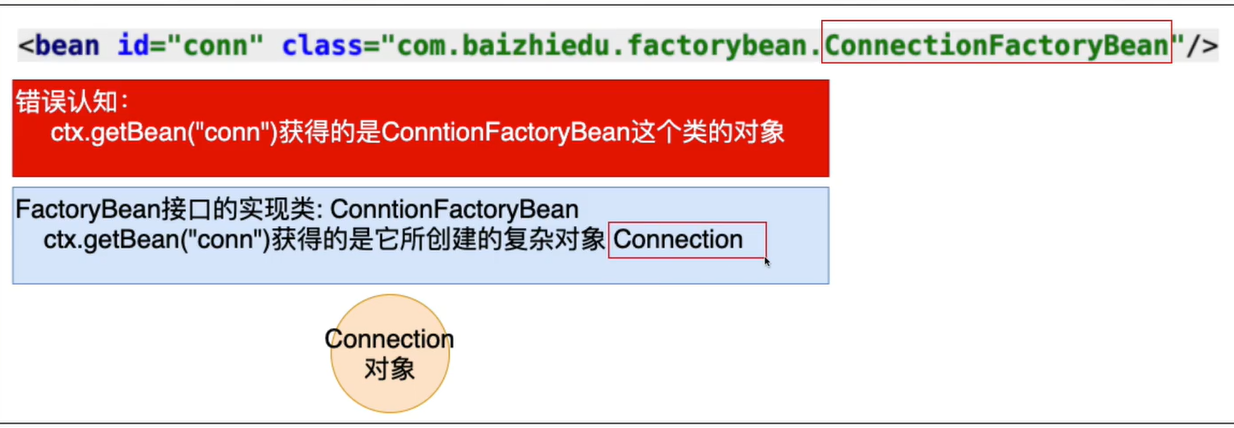 <bean id="conn" class="com.baizhiedu.factorybean.ConnectionFactoryBean"/>
错误认知：
ctx.getBean("conn")获得的是ConntionFactoryBean这个类的对象
FactoryBean接口的实现类: ConntionFactoryBean
ctx.getBean("conn")获得的是它所创建的复杂对象 Connection
Connection
对象